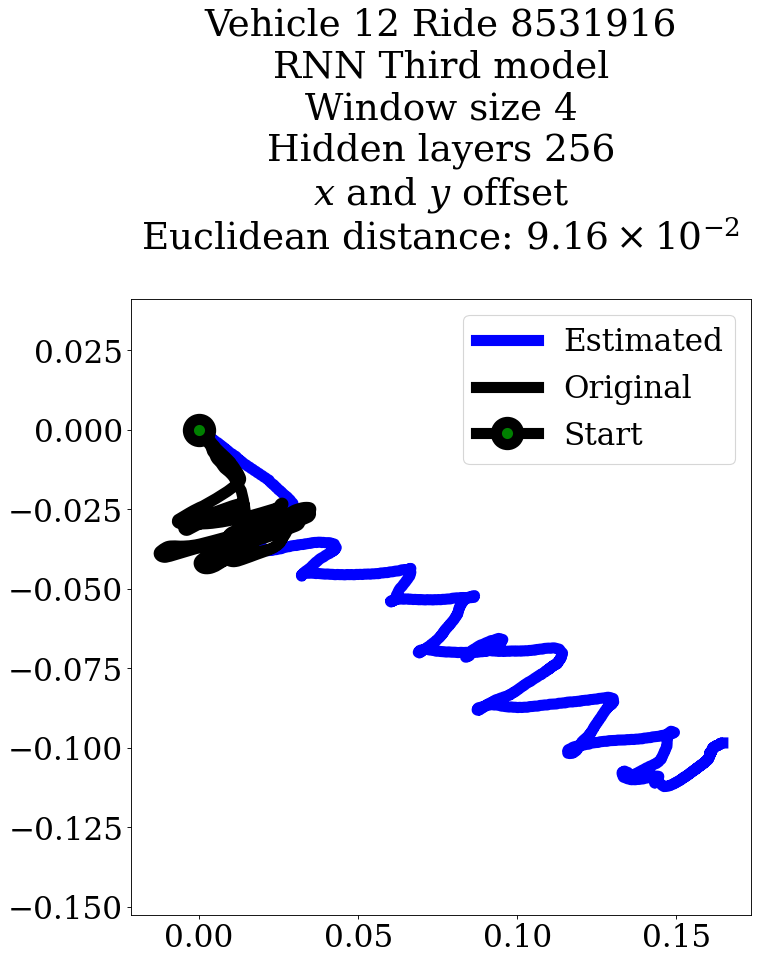 Vehicle 12 Ride 8531916
RNN Third model
Window size 4
Hidden layers 256
x and y offset
Euclidean distance: 9.16 × 10⁻²
Estimated
Original
Start
0.025
0.000
−0.025
−0.050
−0.075
−0.100
−0.125
−0.150
0.00 0.05 0.10 0.15